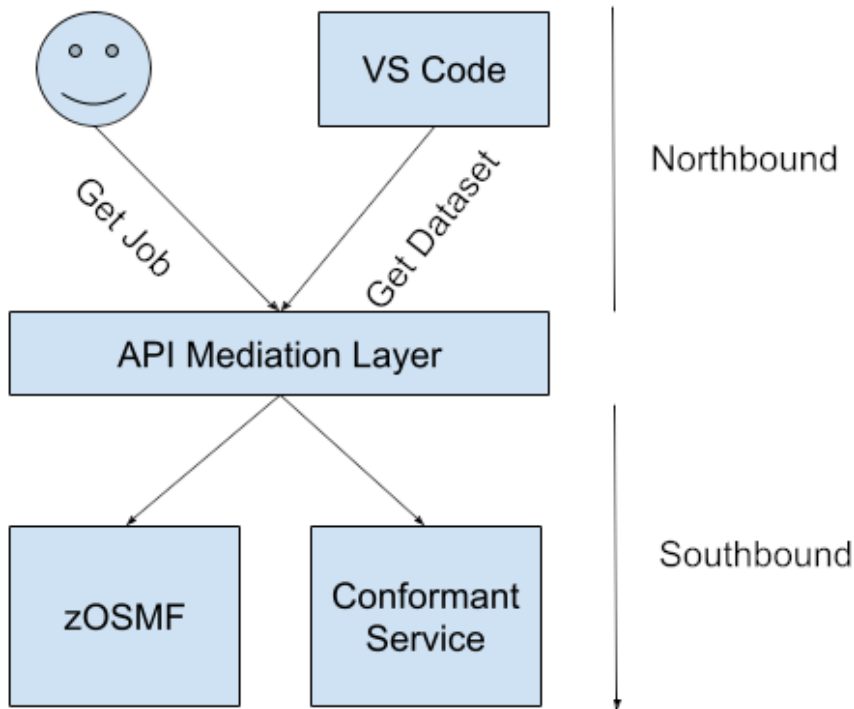 VS Code
Northbound
Get Job
Get Dataset
API Mediation Layer
Southbound
zOSMF
Conformant
Service